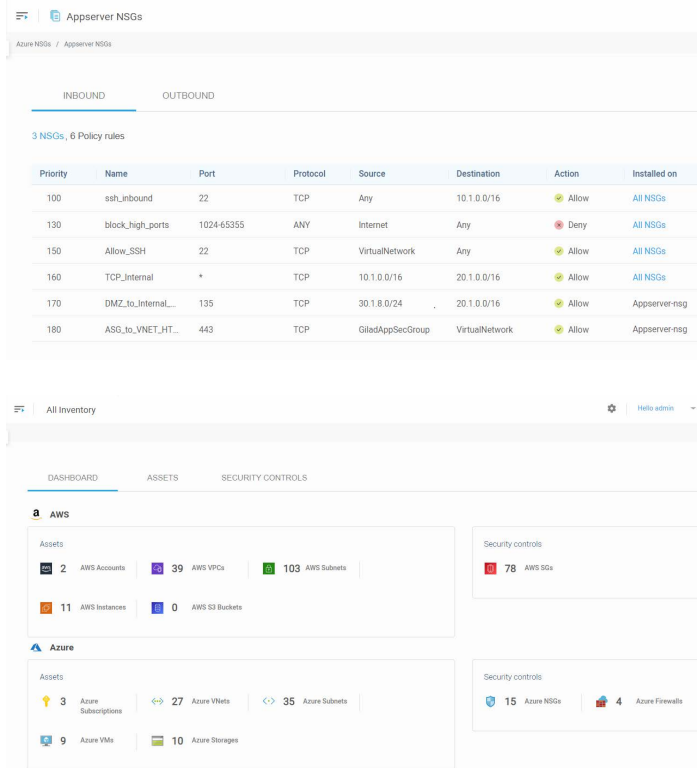 Appserver NSGs
Azure NSGs / Appserver NSGs
INBOUND OUTBOUND
3 NSGs, 6 Policy rules
Priority Name Port Protocol Source Destination Action Installed on
100 ssh_inbound 22 TCP Any 10.1.0.0/16 Allow All NSGs
130 block_high_ports 1024-65355 ANY Internet Any Deny All NSGs
150 Allow_SSH 22 TCP VirtualNetwork Any Allow All NSGs
160 TCP_Internal * TCP 10.1.0.0/16 20.1.0.0/16 Allow All NSGs
170 DMZ_to_Internal_... 135 TCP 30.1.8.0/24 20.1.0.0/16 Allow Appserver-nsg
180 ASG_to_VNET_HT... 443 TCP GiladAppSecGroup VirtualNetwork Allow Appserver-nsg
All Inventory Hello admin
DASHBOARD ASSETS SECURITY CONTROLS
a AWS
Assets Security controls
aws 2 AWS Accounts 39 AWS VPCs 103 AWS Subnets 78 AWS SGs
11 AWS Instances 0 AWS S3 Buckets
Azure
Assets Security controls
3 Azure Subscriptions 27 Azure VNets 35 Azure Subnets 15 Azure NSGs 4 Azure Firewalls
9 Azure VMs 10 Azure Storages